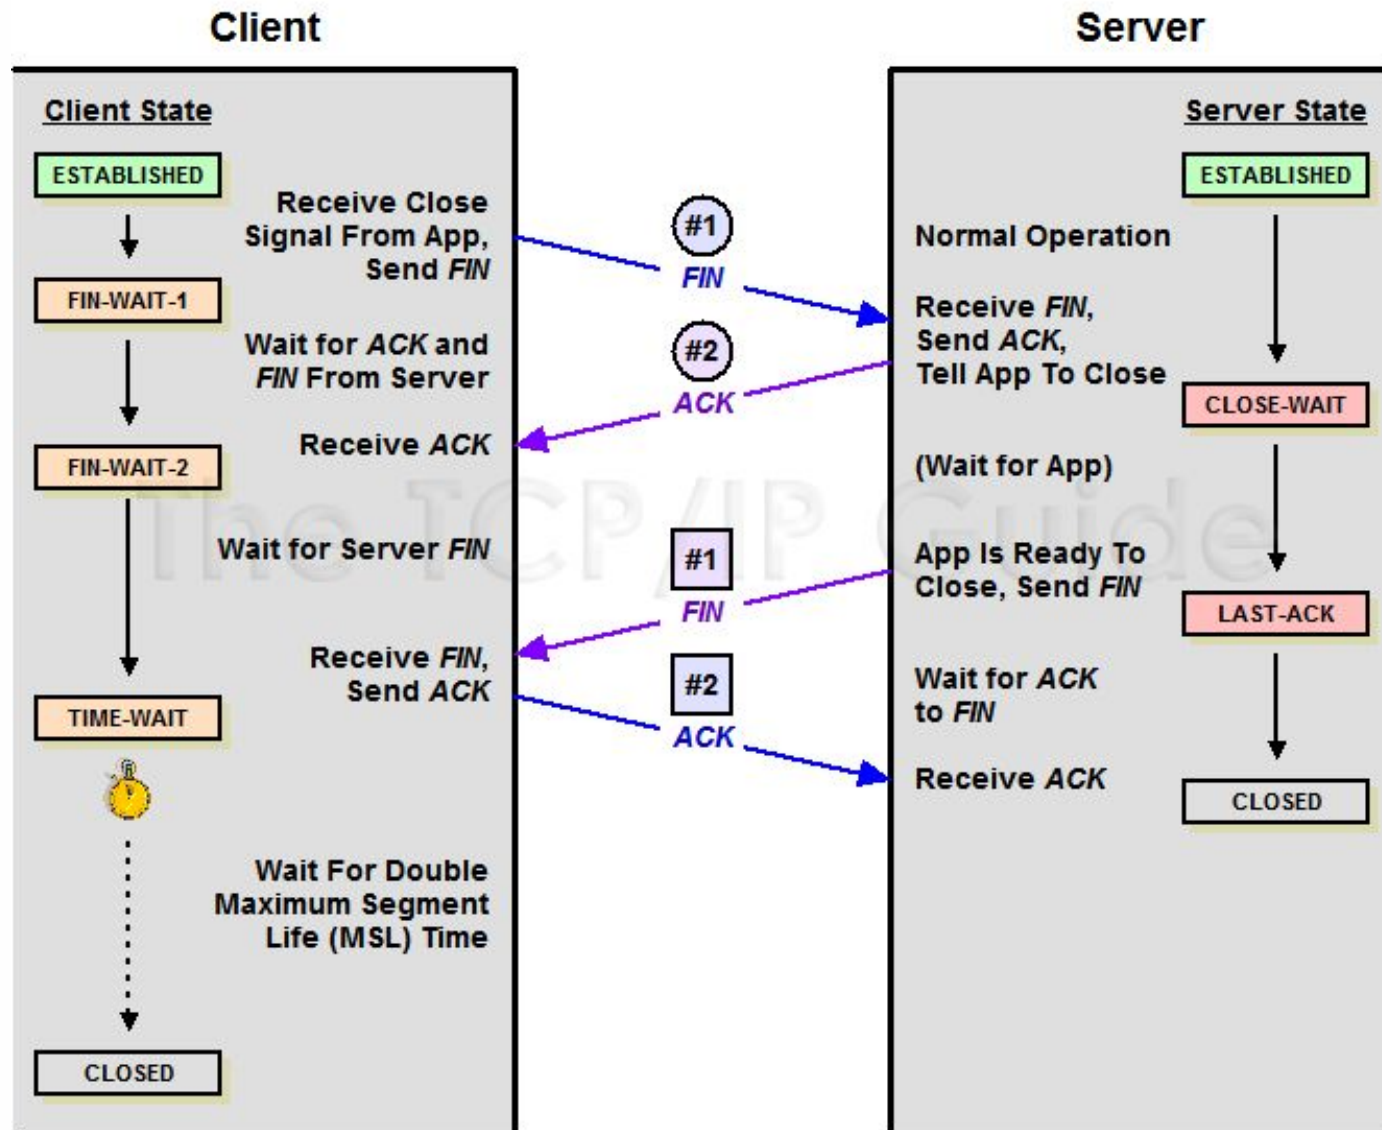 Client
Server
Client State
ESTABLISHED
Receive Close
Signal From App,
Send FIN
FIN-WAIT-1
Wait for ACK and
FIN From Server
Receive ACK
FIN-WAIT-2
Wait for Server FIN
Receive FIN,
Send ACK
TIME-WAIT
Wait For Double
Maximum Segment
Life (MSL) Time
CLOSED
#1
FIN
#2
ACK
#1
FIN
#2
ACK
Server State
ESTABLISHED
Normal Operation
Receive FIN,
Send ACK,
Tell App To Close
CLOSE-WAIT
(Wait for App)
App Is Ready To
Close, Send FIN
LAST-ACK
Wait for ACK
to FIN
Receive ACK
CLOSED
The TCP/IP Guide